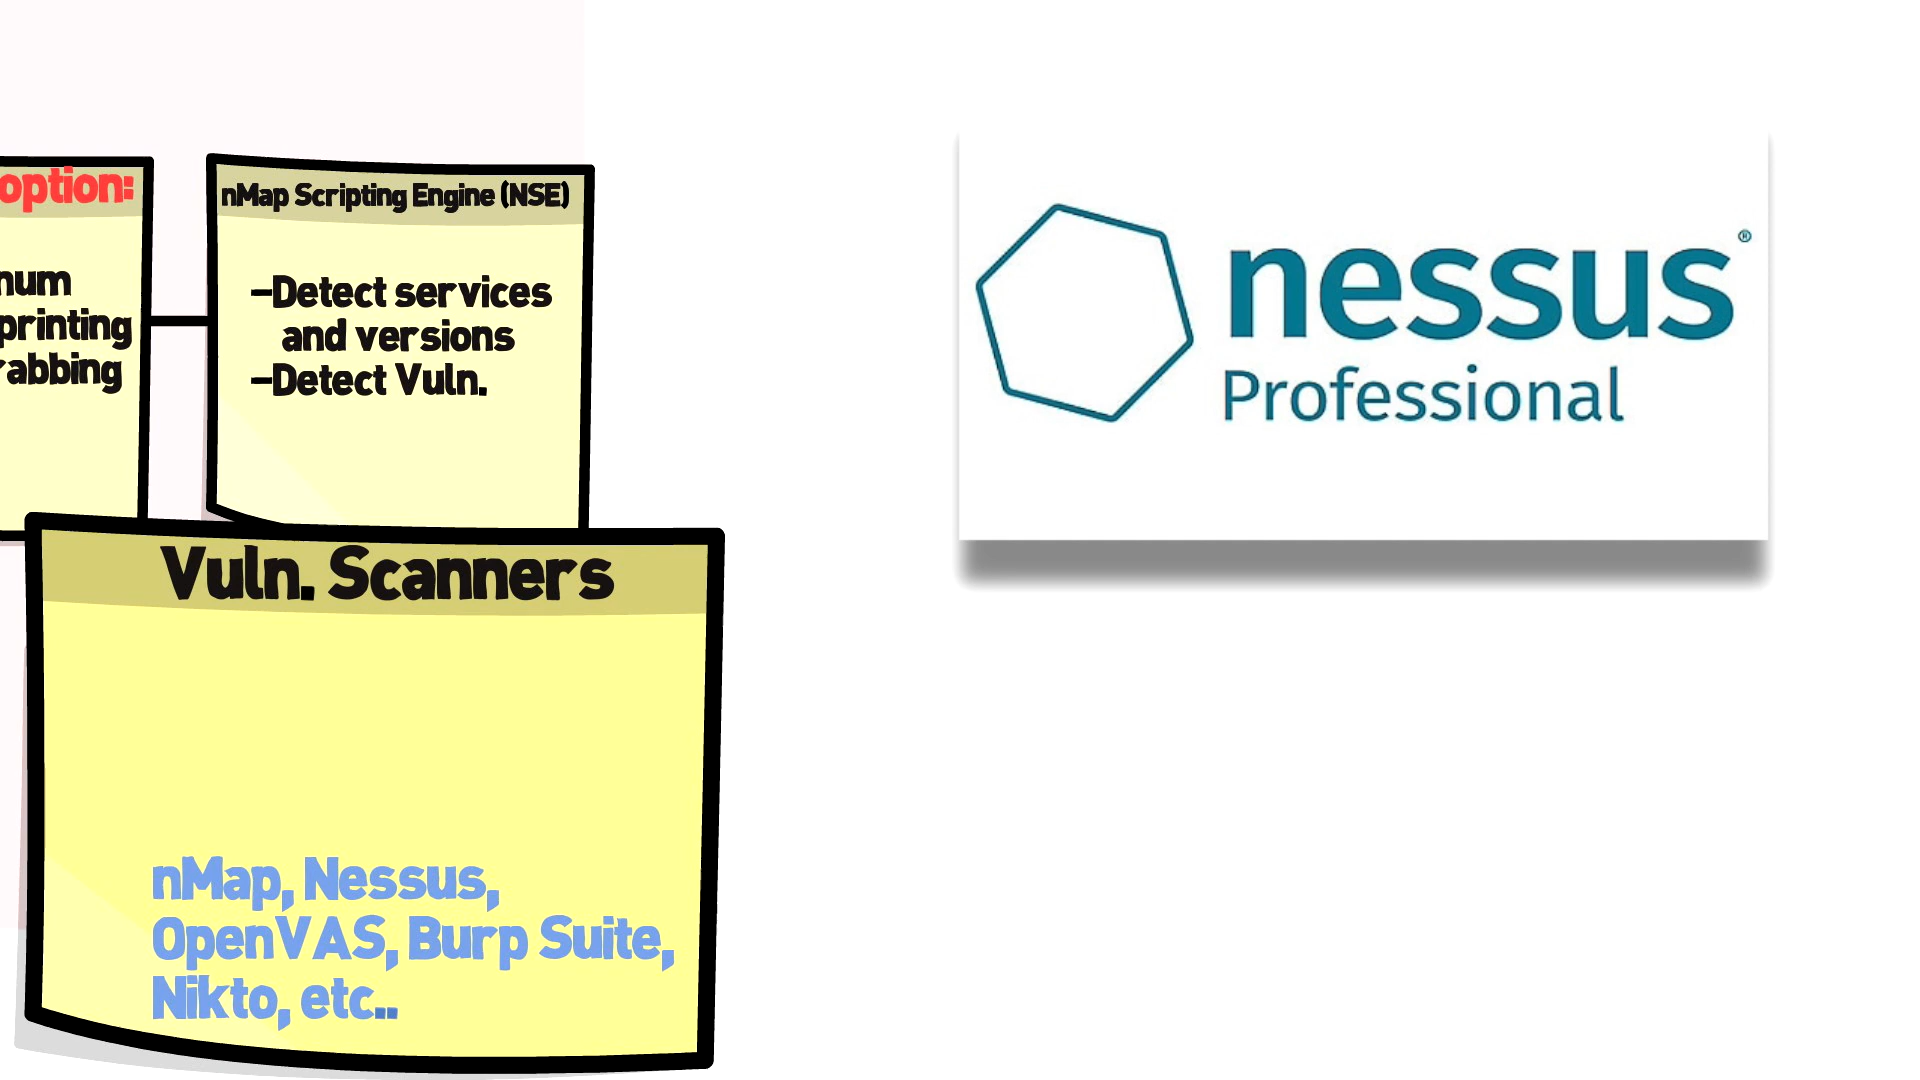 option:
num
printing
rabbing
nMap Scripting Engine (NSE)
-Detect services
and versions
-Detect Vuln.
Vuln. Scanners
nMap, Nessus,
OpenVAS, Burp Suite,
Nikto, etc..
nessus®
Professional